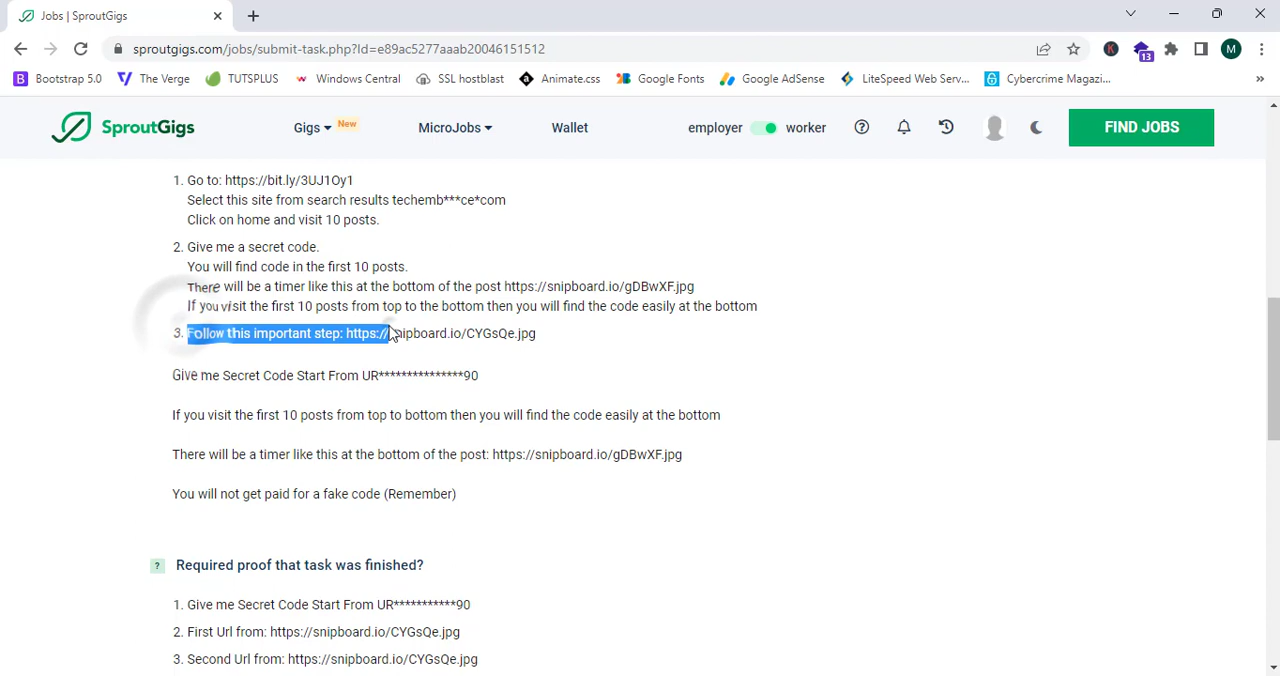 Jobs | SproutGigs
sproutgigs.com/jobs/submit-task.php?Id=e89ac5277aaab20046151512
K
13
M
B Bootstrap 5.0
The Verge
TUTSPLUS
Windows Central
SSL hostblast
Animate.css
Google Fonts
Google AdSense
LiteSpeed Web Serv...
Cybercrime Magazi...
»
SproutGigs
Gigs
New
MicroJobs
Wallet
employer
worker
FIND JOBS
1. Go to: https://bit.ly/3UJ1Oy1
Select this site from search results techemb***ce*com
Click on home and visit 10 posts.
2. Give me a secret code.
You will find code in the first 10 posts.
There will be a timer like this at the bottom of the post https://snipboard.io/gDBwXF.jpg
If you visit the first 10 posts from top to the bottom then you will find the code easily at the bottom
3. Follow this important step: https://snipboard.io/CYGsQe.jpg
Give me Secret Code Start From UR***************90
If you visit the first 10 posts from top to bottom then you will find the code easily at the bottom
There will be a timer like this at the bottom of the post: https://snipboard.io/gDBwXF.jpg
You will not get paid for a fake code (Remember)
? Required proof that task was finished?
1. Give me Secret Code Start From UR***********90
2. First Url from: https://snipboard.io/CYGsQe.jpg
3. Second Url from: https://snipboard.io/CYGsQe.jpg